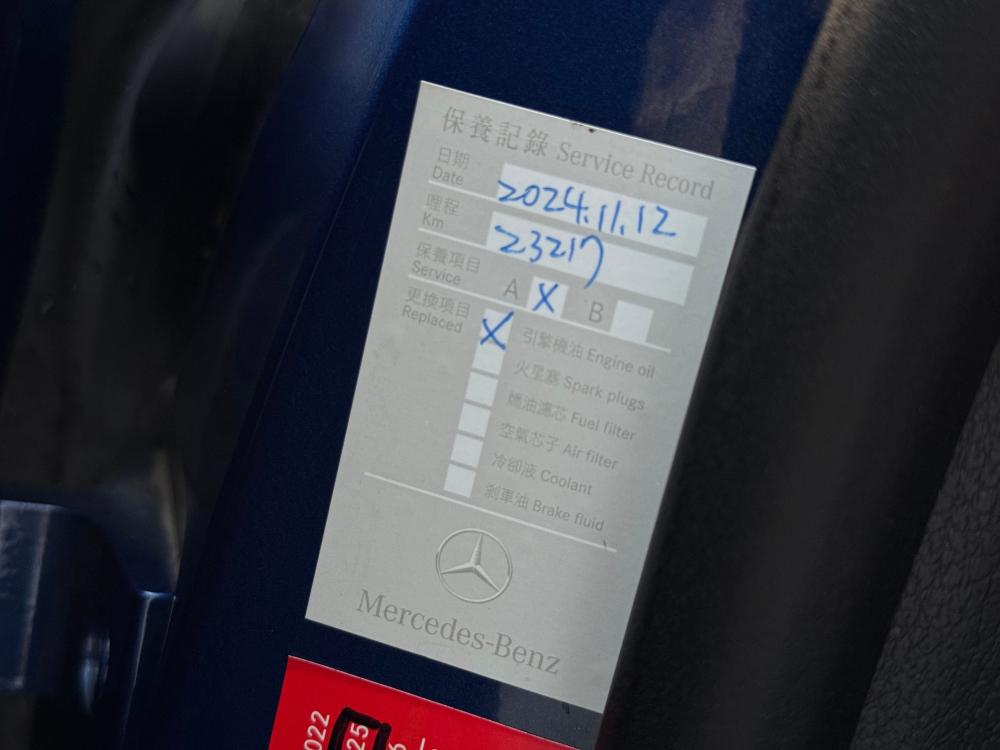 保養記錄 Service Record
日期
Date 2024.11.12
哩程
Km 23217
保養項目
Service A X B
更換項目
Replaced
X 引擎機油 Engine oil
火星塞 Spark plugs
燃油濾芯 Fuel filter
空氣芯子 Air filter
冷卻液 Coolant
剎車油 Brake fluid
Mercedes-Benz
022
25